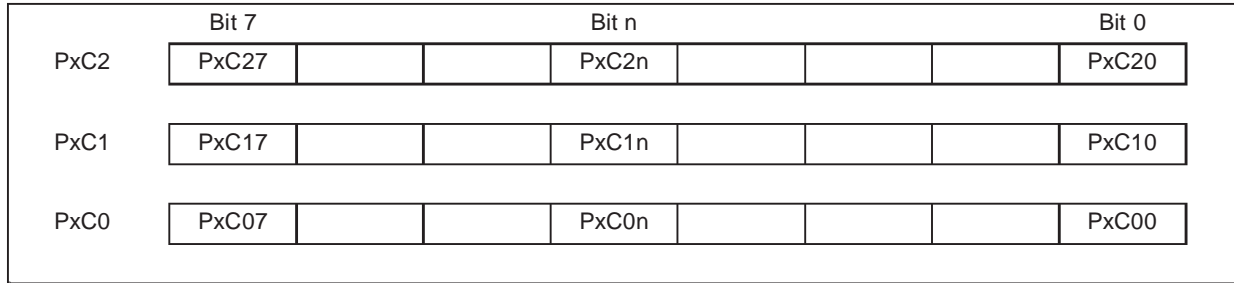 Bit 7 Bit n Bit 0
PxC2 PxC27 PxC2n PxC20
PxC1 PxC17 PxC1n PxC10
PxC0 PxC07 PxC0n PxC00